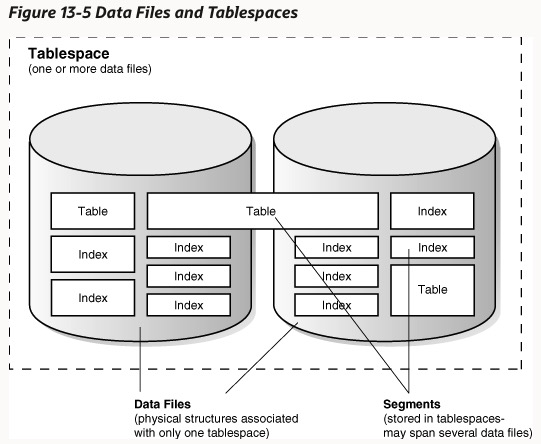 Figure 13-5 Data Files and Tablespaces
Tablespace
(one or more data files)
Table
Table
Index
Index
Index
Index
Index
Index
Index
Index
Table
Index
Index
Index
Data Files
(physical structures associated
with only one tablespace)
Segments
(stored in tablespaces-
may span several data files)